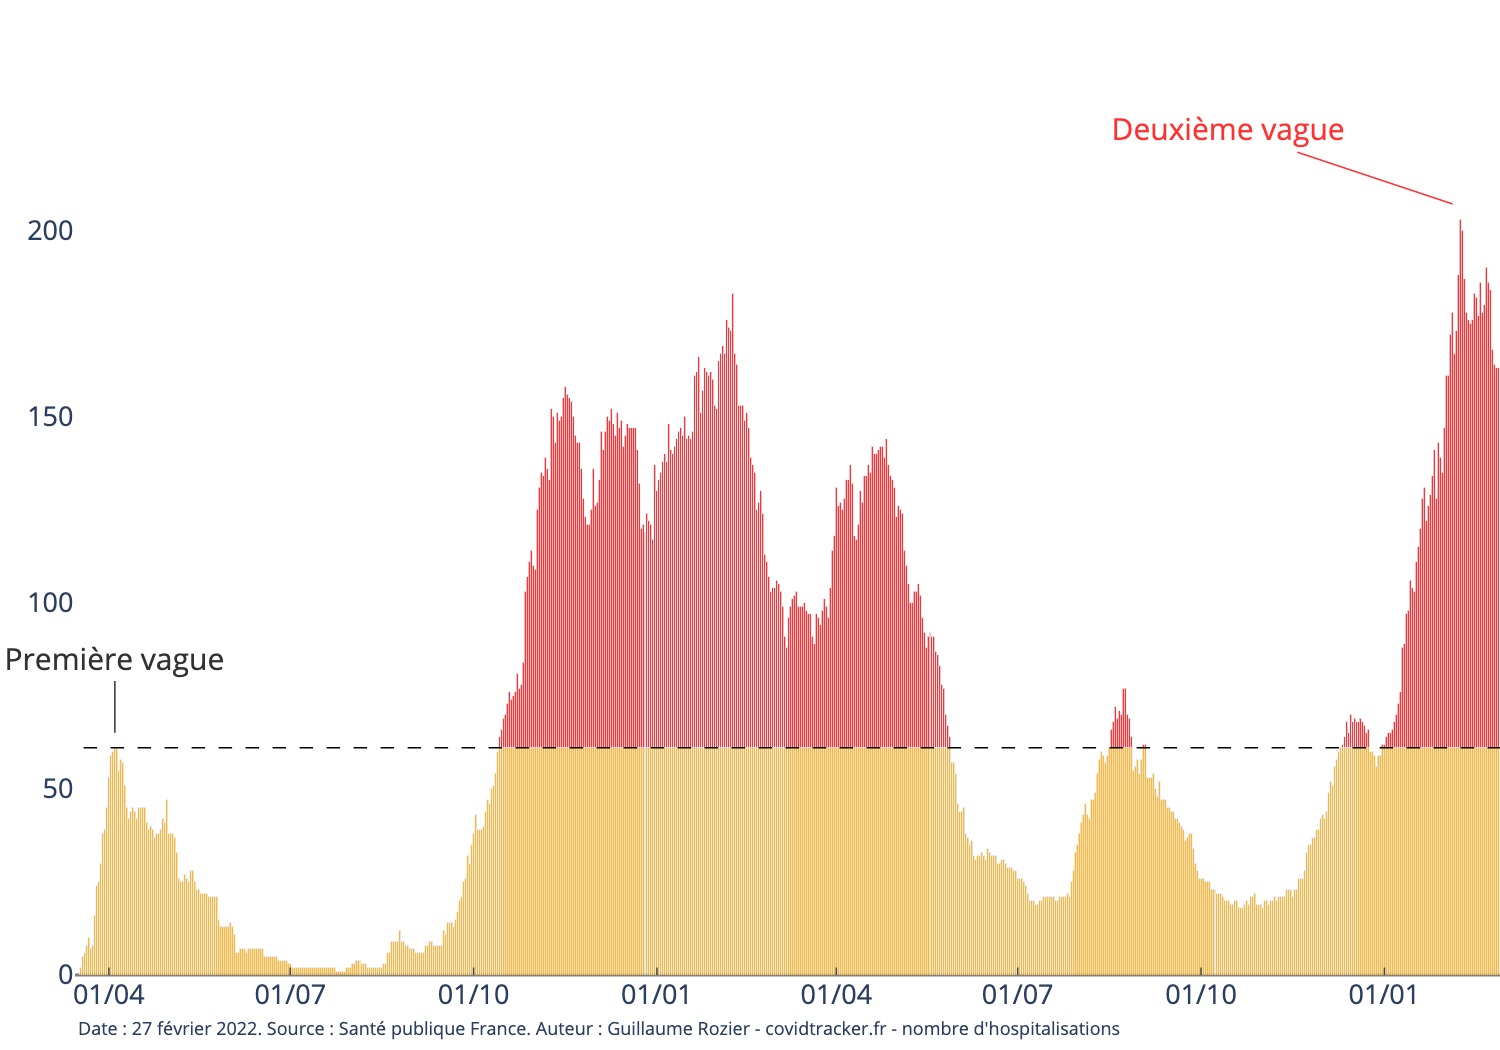 Deuxième vague
200
150
100
Première vague
50
0
01/04 01/07 01/10 01/01 01/04 01/07 01/10 01/01
Date : 27 février 2022. Source : Santé publique France. Auteur : Guillaume Rozier - covidtracker.fr - nombre d'hospitalisations